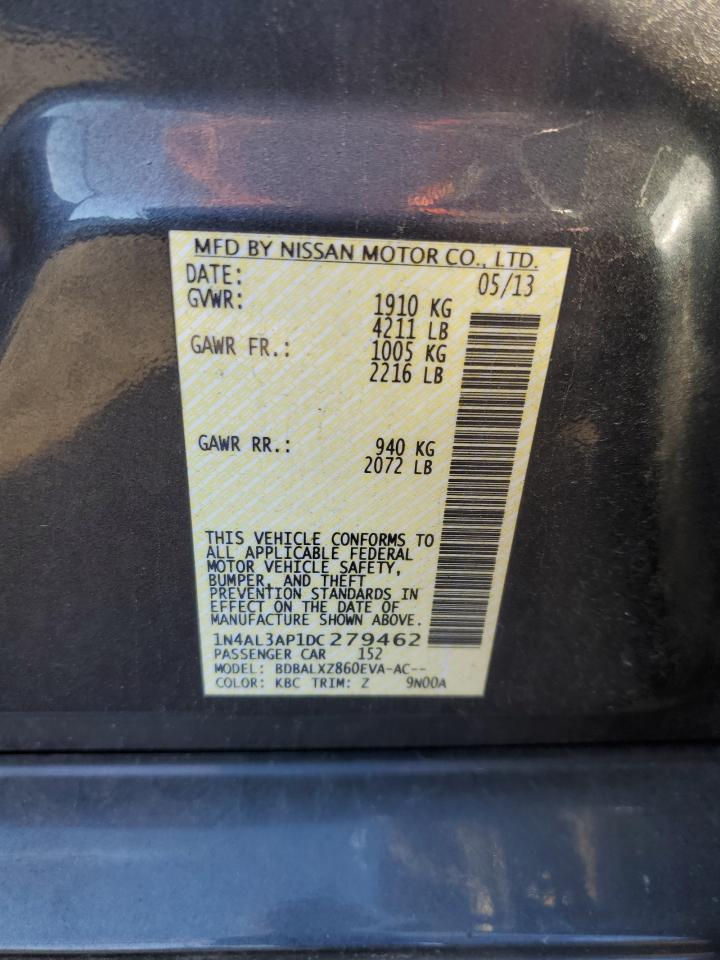 MFD BY NISSAN MOTOR CO., LTD.
DATE: 05/13
GVWR: 1910 KG
4211 LB
GAWR FR.: 1005 KG
2216 LB
GAWR RR.: 940 KG
2072 LB
THIS VEHICLE CONFORMS TO
ALL APPLICABLE FEDERAL
MOTOR VEHICLE SAFETY,
BUMPER, AND THEFT
PREVENTION STANDARDS IN
EFFECT ON THE DATE OF
MANUFACTURE SHOWN ABOVE.
1N4AL3AP1DC279462
PASSENGER CAR 152
MODEL: BDBALXZ860EVA-AC--
COLOR: KBC TRIM: Z 9N00A